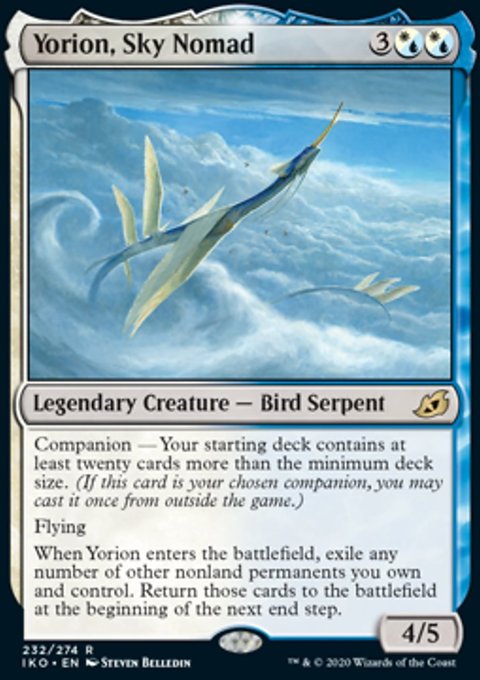 Yorion, Sky Nomad 3
Legendary Creature — Bird Serpent
Companion — Your starting deck contains at
least twenty cards more than the minimum deck
size. (If this card is your chosen companion, you may
cast it once from outside the game.)
Flying
When Yorion enters the battlefield, exile any
number of other nonland permanents you own
and control. Return those cards to the battlefield
at the beginning of the next end step.
4/5
232/274 R
IKO • EN Steven Belledin
™ & © 2020 Wizards of the Coast